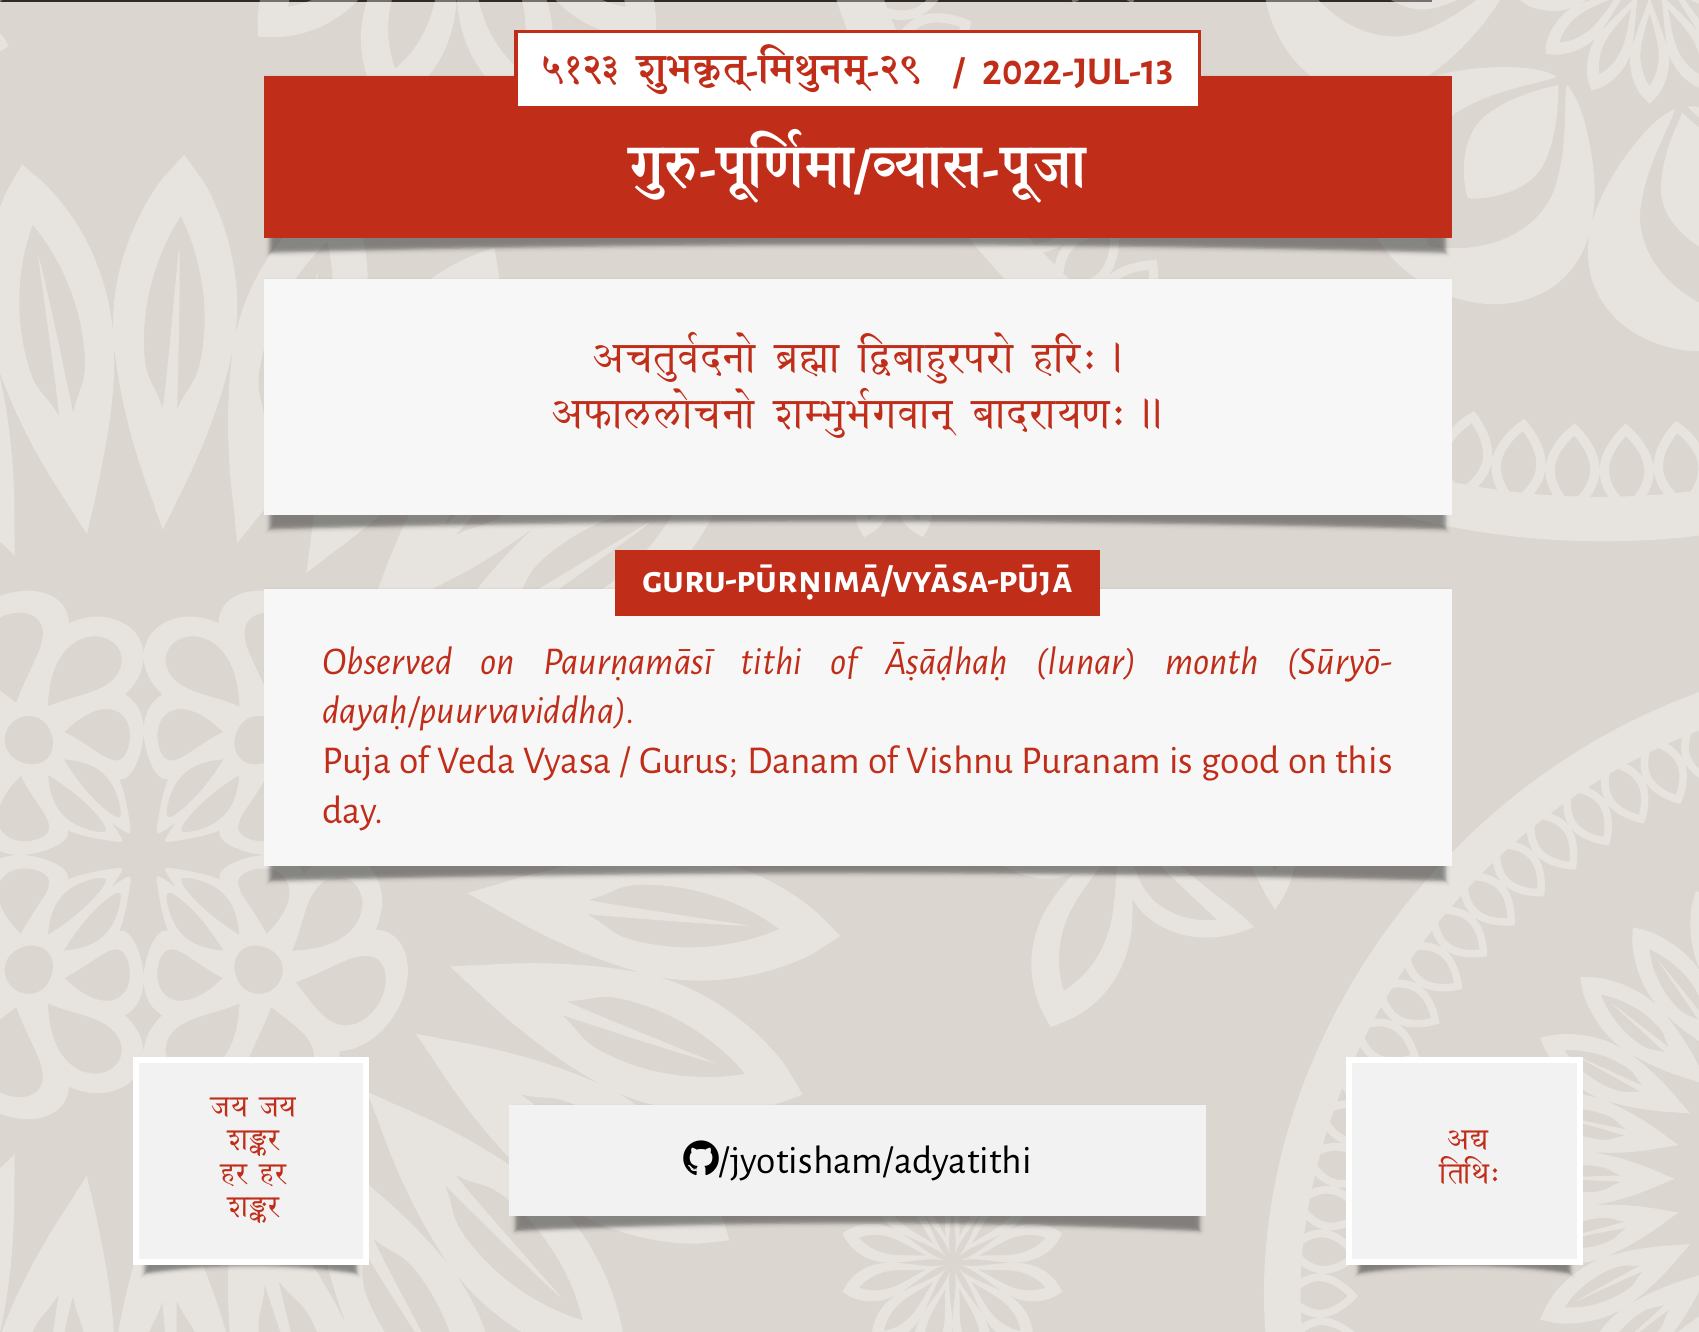 ५१२३ शुभकृत्-मिथुनम्-२९ / 2022-JUL-13
गुरु-पूर्णिमा/व्यास-पूजा
अचतुर्वदनो ब्रह्मा द्विबाहुरपरो हरिः ।
अफाललोचनो शम्भुर्भगवान् बादरायणः ॥
GURU-PŪRṆIMĀ/VYĀSA-PŪJĀ
Observed on Paurṇamāsī tithi of Āṣāḍhaḥ (lunar) month (Sūryō-
dayaḥ/puurvaviddha).
Puja of Veda Vyasa / Gurus; Danam of Vishnu Puranam is good on this
day.
जय जय
शङ्कर
हर हर
शङ्कर
/jyotisham/adyatithi
अद्य
तिथिः